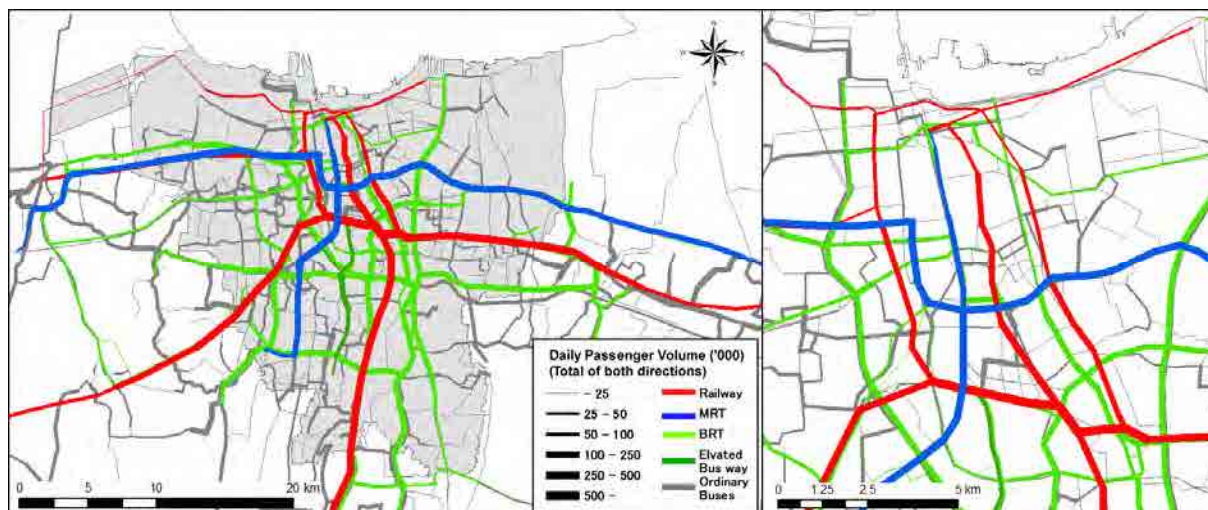 N
W E
S
Daily Passenger Volume ('000)
(Total of both directions)
- 25
25 - 50
50 - 100
100 - 250
250 - 500
500 -
Railway
MRT
BRT
Elvated
Bus way
Ordinary
Buses
0 5 10 20 km
0 1.25 2.5 5 km